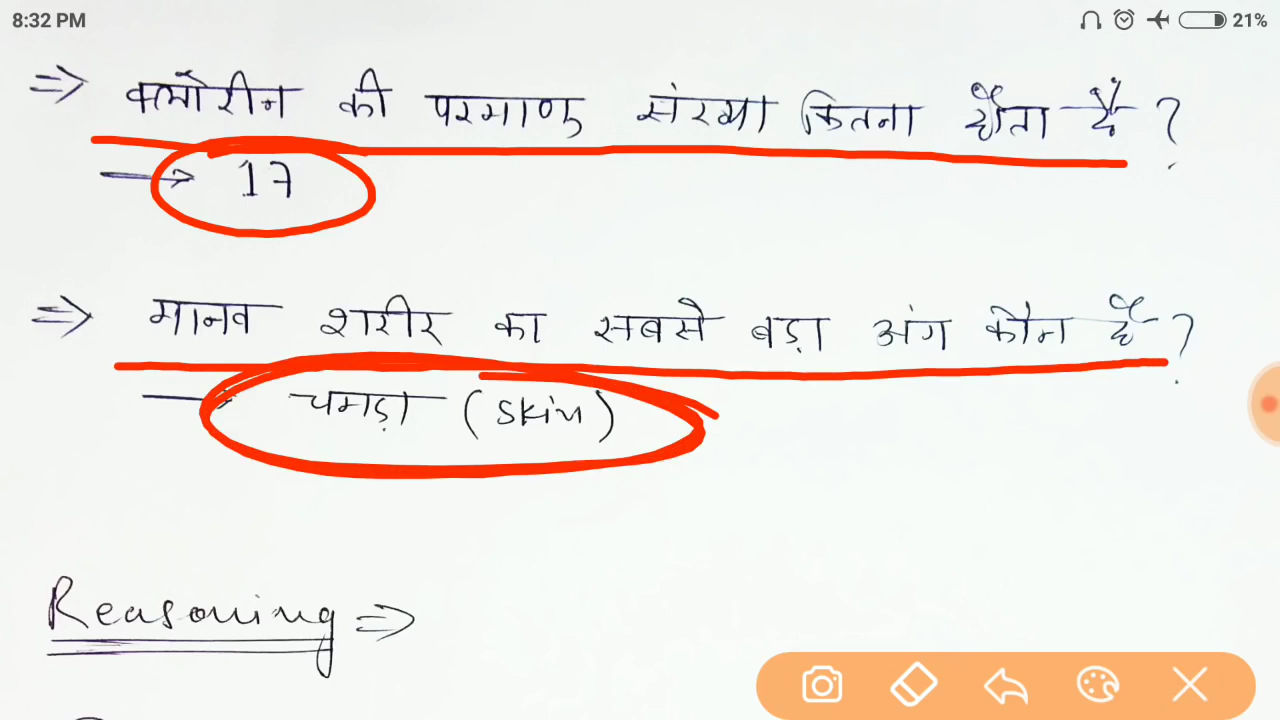 8:32 PM 21%
⇒ क्लोरीन की परमाणु संख्या कितना होता है ?
→ 17
⇒ मानव शरीर का सबसे बड़ा अंग कौन है ?
→ चमड़ा (skin)
Reasoning ⇒